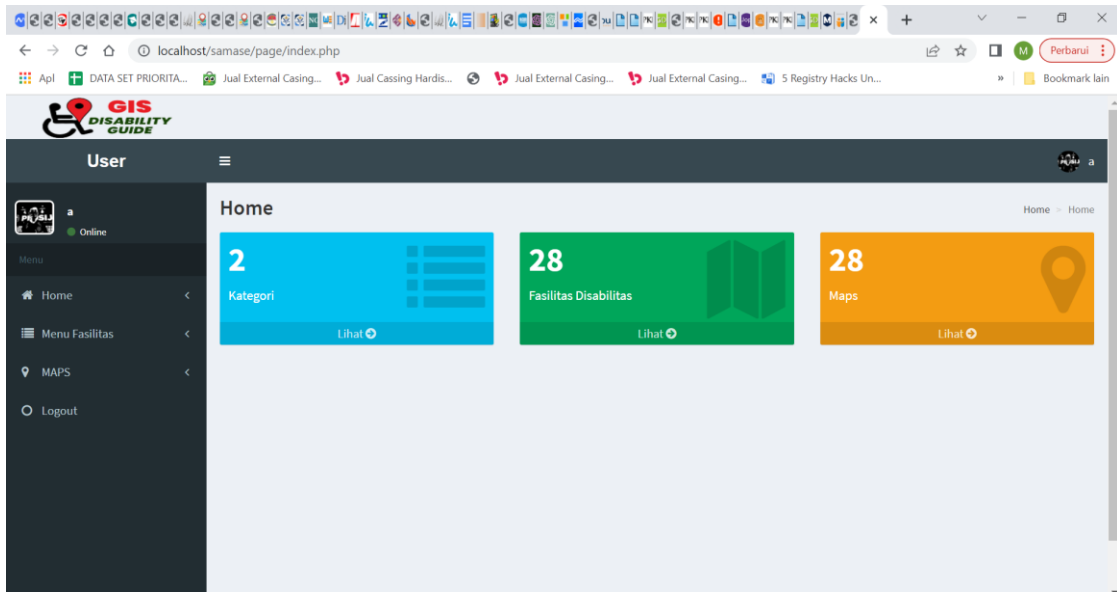 localhost/samase/page/index.php
M
Perbarui
Apl
DATA SET PRIORITA...
Jual External Casing...
Jual Cassing Hardis...
Jual External Casing...
Jual External Casing...
5 Registry Hacks Un...
»
Bookmark lain
GIS
DISABILITY
GUIDE
User
a
a
Online
Menu
Home
Menu Fasilitas
MAPS
Logout
Home
Home > Home
2
Kategori
Lihat
28
Fasilitas Disabilitas
Lihat
28
Maps
Lihat